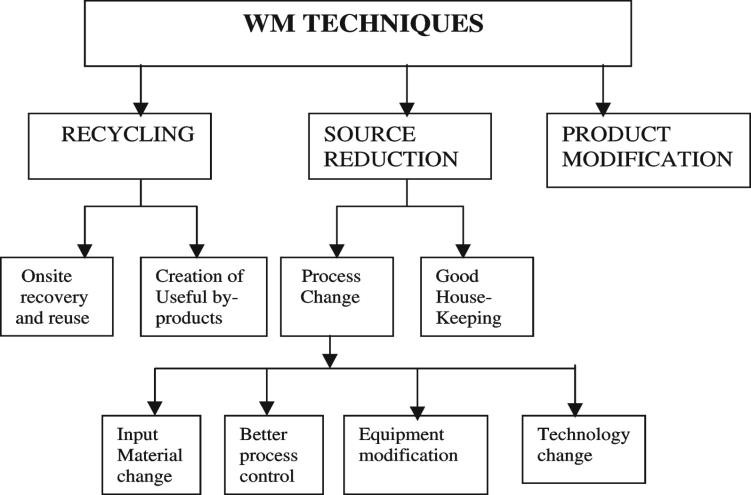 WM TECHNIQUES
RECYCLING
SOURCE
REDUCTION
PRODUCT
MODIFICATION
Onsite
recovery
and reuse
Creation of
Useful by-
products
Process
Change
Good
House-
Keeping
Input
Material
change
Better
process
control
Equipment
modification
Technology
change